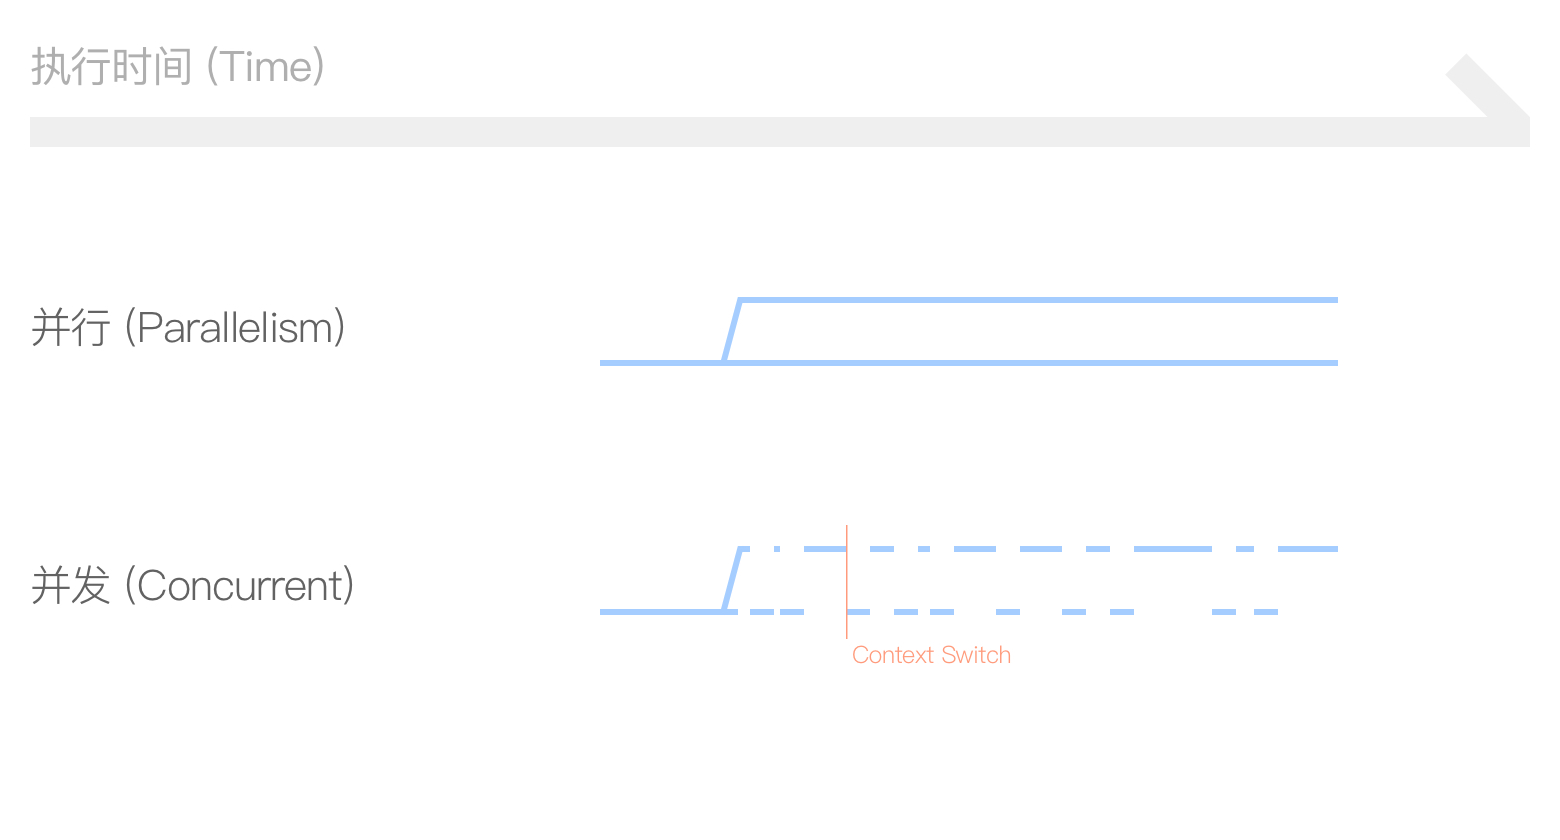 执行时间 (Time)
并行 (Parallelism)
并发 (Concurrent)
Context Switch